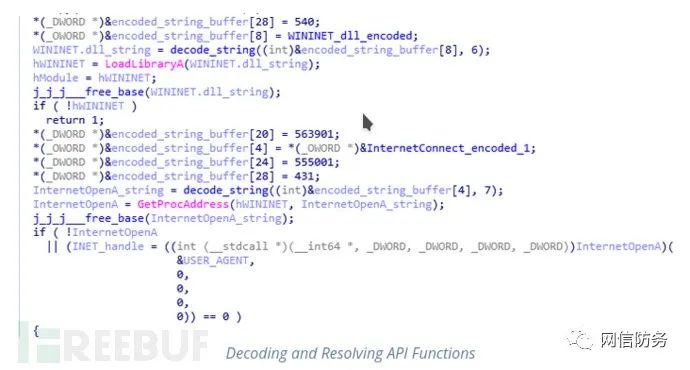 *(_DWORD *)&encoded_string_buffer[28] = 540;
*(_OWORD *)&encoded_string_buffer[8] = WININET_dll_encoded;
WININET.dll_string = decode_string((int)&encoded_string_buffer[8], 6);
hWININET = LoadLibraryA(WININET.dll_string);
hModule = hWININET;
j_j_j___free_base(WININET.dll_string);
if ( !hWININET )
return 1;
*(_DWORD *)&encoded_string_buffer[20] = 563901;
*(_OWORD *)&encoded_string_buffer[4] = *(_OWORD *)&InternetConnect_encoded_1;
*(_DWORD *)&encoded_string_buffer[24] = 555001;
*(_DWORD *)&encoded_string_buffer[28] = 431;
InternetOpenA_string = decode_string((int)&encoded_string_buffer[4], 7);
InternetOpenA = GetProcAddress(hWININET, InternetOpenA_string);
j_j_j___free_base(InternetOpenA_string);
if ( !InternetOpenA
|| (INET_handle = ((int (__stdcall *)(__int64 *, _DWORD, _DWORD, _DWORD, _DWORD))InternetOpenA)(
&USER_AGENT,
0,
0,
0,
0)) == 0 )
{
FREEBUF
网信防务
Decoding and Resolving API Functions